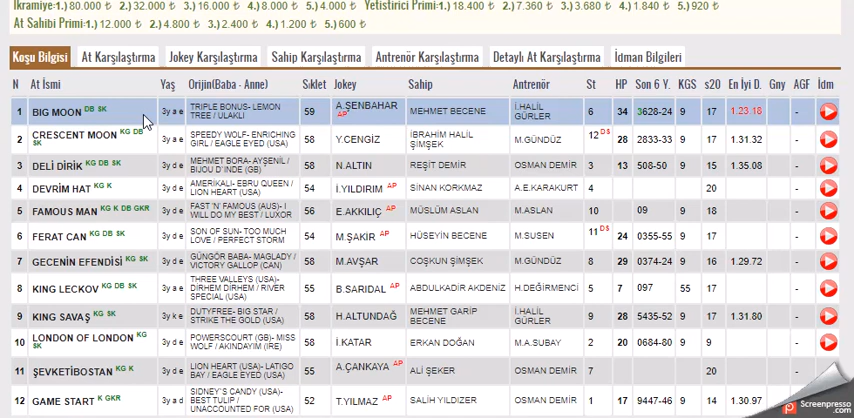 İkramiye:1.) 80.000 ₺ 2.) 32.000 ₺ 3.) 16.000 ₺ 4.) 8.000 ₺ 5.) 4.000 ₺ Yetistirici Primi:1.) 18.400 ₺ 2.) 7.360 ₺ 3.) 3.680 ₺ 4.) 1.840 ₺ 5.) 920 ₺
At Sahibi Primi:1.) 12.000 ₺ 2.) 4.800 ₺ 3.) 2.400 ₺ 4.) 1.200 ₺ 5.) 600 ₺
Koşu Bilgisi At Karşılaştırma Jokey Karşılaştırma Sahip Karşılaştırma Antrenör Karşılaştırma Detaylı At Karşılaştırma İdman Bilgileri
N At İsmi Yaş Orijin(Baba - Anne) Sıklet Jokey Sahip Antrenör St HP Son 6 Y. KGS s20 En İyi D. Gny AGF İdm
1 BIG MOON DB SK 3y a e TRIPLE BONUS- LEMON TREE / ULAKLI 59 A.ŞENBAHAR AP MEHMET BECENE İ.HALİL GÜRLER 6 34 3628-24 9 17 1.23.18 -
2 CRESCENT MOON KG DB SK 3y d e SPEEDY WOLF- ENRICHING GIRL / EAGLE EYED (USA) 58 Y.CENGİZ İBRAHİM HALİL ŞİMŞEK M.GÜNDÜZ 12 DS 28 2833-33 9 17 1.31.32 -
3 DELİ DİRİK KG DB SK 3y d e MEHMET BORA- AYŞENİL / BIJOU D'INDE (GB) 58 N.ALTIN REŞİT DEMİR OSMAN DEMİR 3 13 508-50 9 15 1.35.08 -
4 DEVRİM HAT KG K 3y d e AMERIKALI- EBRU QUEEN / LION HEART (USA) 54 İ.YILDIRIM AP SİNAN KORKMAZ A.E.KARAKURT 4 20 -
5 FAMOUS MAN KG K DB GKR 3y a e FAST 'N' FAMOUS (AUS)- I WILL DO MY BEST / LUXOR 56 E.AKKILIÇ AP MÜSLÜM ASLAN M.ASLAN 10 09 9 18 -
6 FERAT CAN KG DB SK 3y d e SON OF SUN- TOO MUCH LOVE / PERFECT STORM 54 M.ŞAKİR AP HÜSEYİN BECENE M.SUSEN 11 DS 24 0355-55 9 17 -
7 GECENİN EFENDİSİ KG SK 3y d e GÜNGÖR BABA- MAGLADY / VICTORY GALLOP (CAN) 58 M.AVŞAR COŞKUN ŞİMŞEK M.GÜNDÜZ 8 29 0374-24 9 16 1.29.72 -
8 KING LECKOV KG DB SK 3y d e THREE VALLEYS (USA)- DIRHEM DIRHEM / RIVER SPECIAL (USA) 55 B.SARIDAL AP ABDULKADİR AKDENİZ H.DEĞİRMENCİ 5 7 097 55 17 -
9 KING SAVAŞ KG SK 3y k e DUTYFREE- BIG STAR / STRIKE THE GOLD (USA) 58 H.ALTUNDAĞ MEHMET GARİP BECENE İ.HALİL GÜRLER 9 28 5435-52 9 17 1.31.80 -
10 LONDON OF LONDON KG SK 3y k e POWERSCOURT (GB)- MISS WOLF / AKINDAYIM (IRE) 58 İ.KATAR ERKAN DOĞAN M.A.SUBAY 2 20 0684-80 9 9 -
11 ŞEVKETİBOSTAN KG K 3y d e LION HEART (USA)- LATIGO BAY / EAGLE EYED (USA) 55 A.ÇANKAYA AP ALİ ŞEKER OSMAN DEMİR 7 20 -
12 GAME START K GKR 3y a d SIDNEY'S CANDY (USA)- BEST TULIP / UNACCOUNTED FOR (USA) 52 T.YILMAZ AP SALİH YILDIZER OSMAN DEMİR 1 17 9447-46 9 14 1.30.97 -
Screenpresso
.com